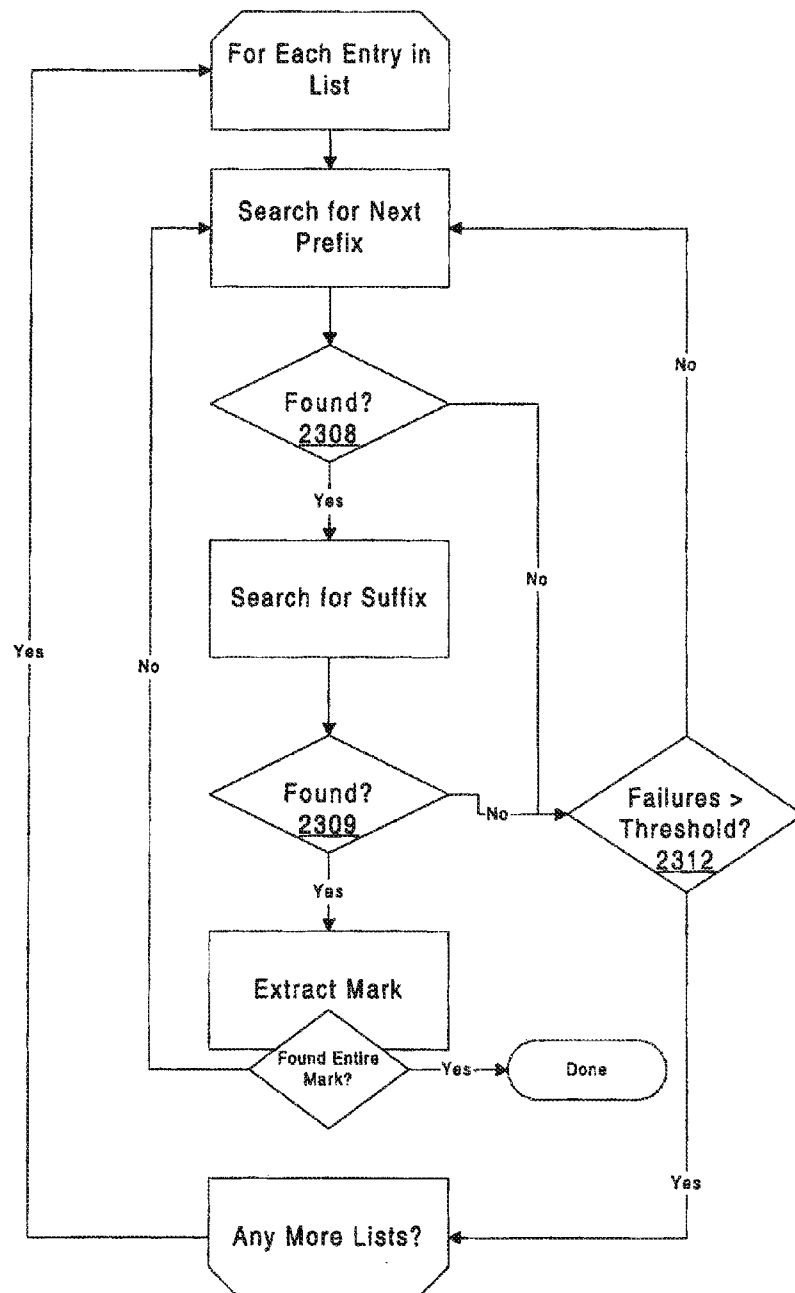 For Each Entry in
List
Search for Next
Prefix
No
Found?
2308
Yes
No
Search for Suffix
Yes
No
Found?
2309
No
Failures >
Threshold?
2312
Yes
Extract Mark
Found Entire
Mark?
Yes
Done
Yes
Any More Lists?